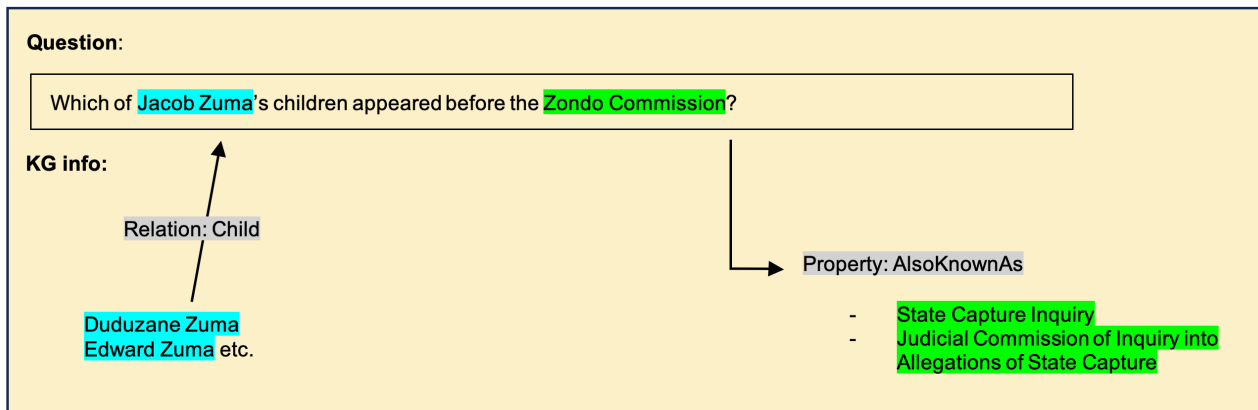 Question:
Which of Jacob Zuma's children appeared before the Zondo Commission?
KG info:
Relation: Child
Duduzane Zuma
Edward Zuma etc.
Property: AlsoKnownAs
- State Capture Inquiry
- Judicial Commission of Inquiry into
Allegations of State Capture